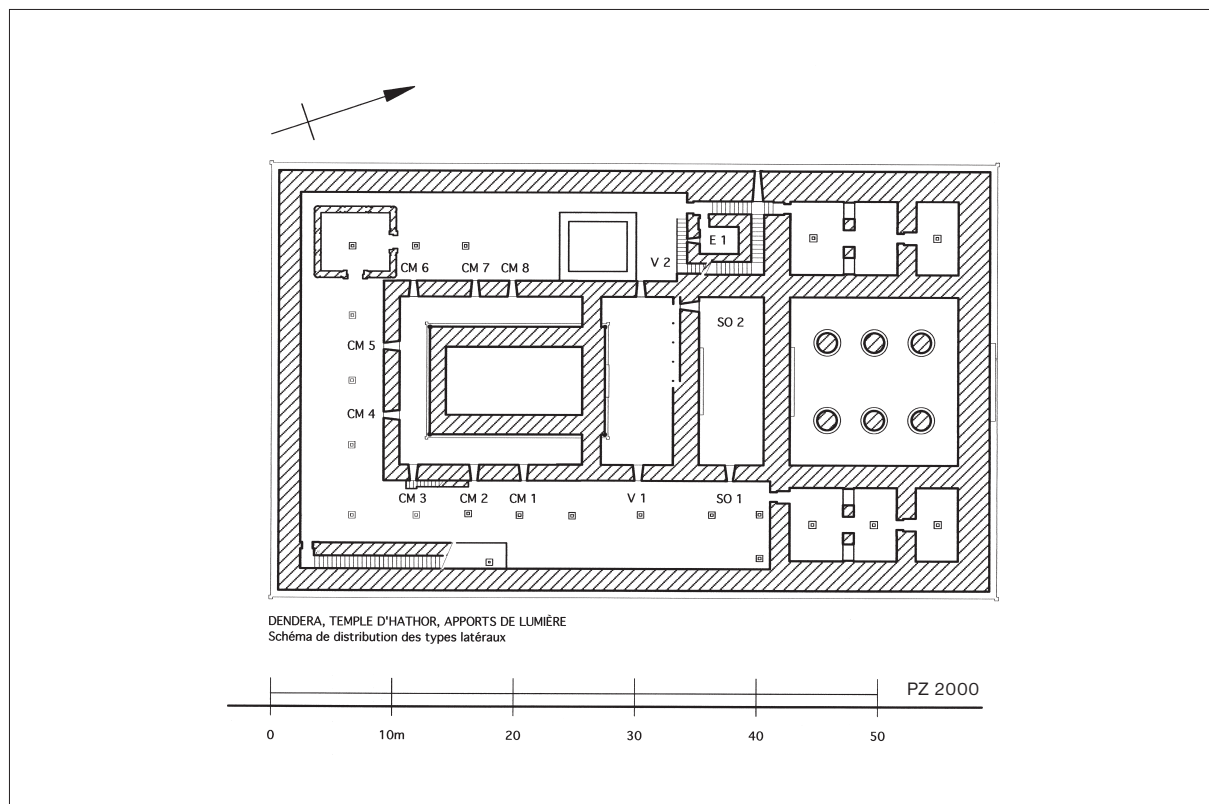 E 1
V 2
CM 6 CM 7 CM 8
SO 2
CM 5
CM 4
CM 3 CM 2 CM 1 V 1 SO 1
DENDERA, TEMPLE D'HATHOR, APPORTS DE LUMIÈRE
Schéma de distribution des types latéraux
PZ 2000
0 10m 20 30 40 50